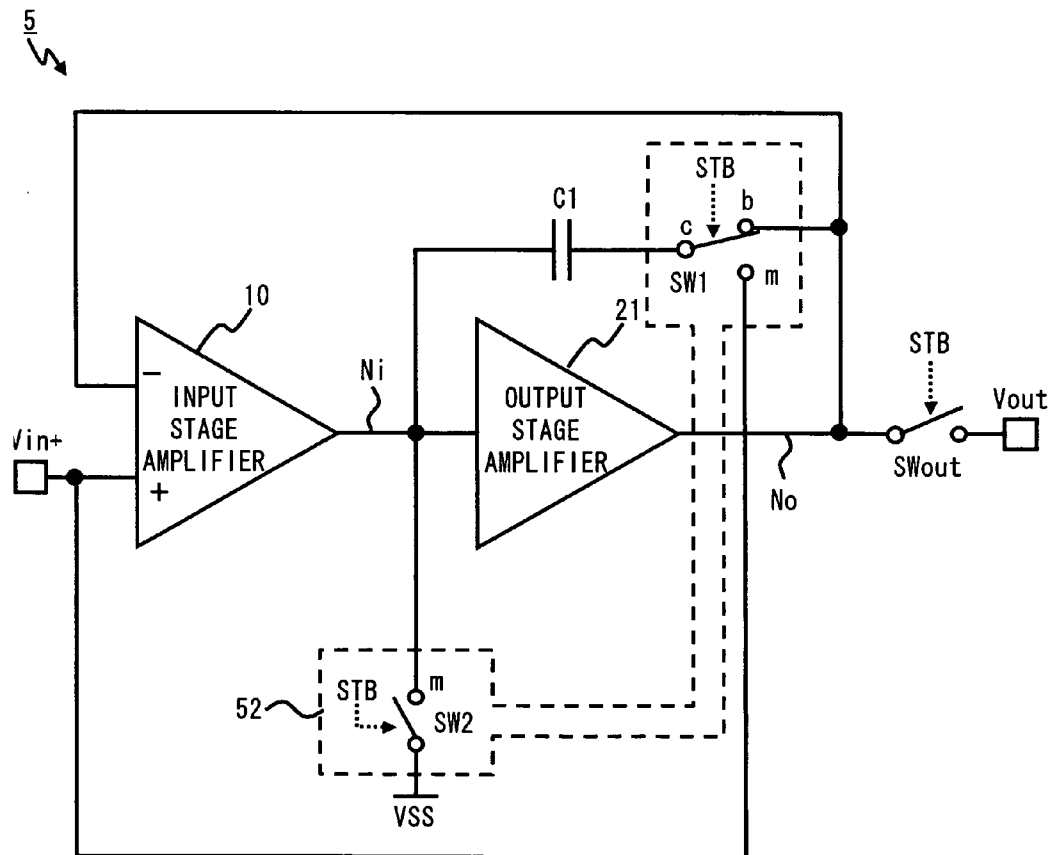 5
STB
C1
b
c
SW1
m
10
21
STB
Ni
−
INPUT
STAGE
AMPLIFIER
+
OUTPUT
STAGE
AMPLIFIER
Vin+
Vout
SWout
No
m
STB
52
SW2
VSS